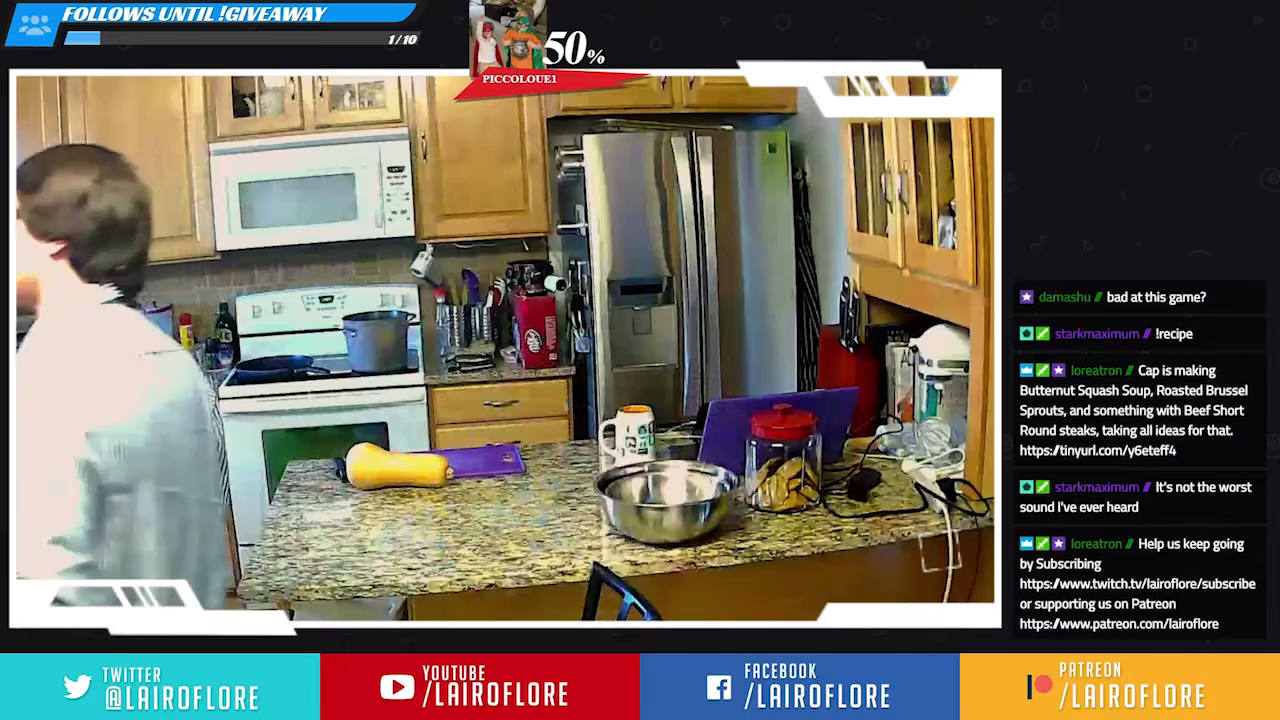 FOLLOWS UNTIL !GIVEAWAY
1 / 10
50%
PICCOLOUE1
damashu // bad at this game?
starkmaximum // !recipe
loreatron // Cap is making
Butternut Squash Soup, Roasted Brussel
Sprouts, and something with Beef Short
Round steaks, taking all ideas for that.
https://tinyurl.com/y6eteff4
starkmaximum // It's not the worst
sound I've ever heard
loreatron // Help us keep going
by Subscribing
https://www.twitch.tv/lairoflore/subscribe
or supporting us on Patreon
https://www.patreon.com/lairoflore
TWITTER
@LAIROFLORE
YOUTUBE
/LAIROFLORE
FACEBOOK
/LAIROFLORE
PATREON
/LAIROFLORE